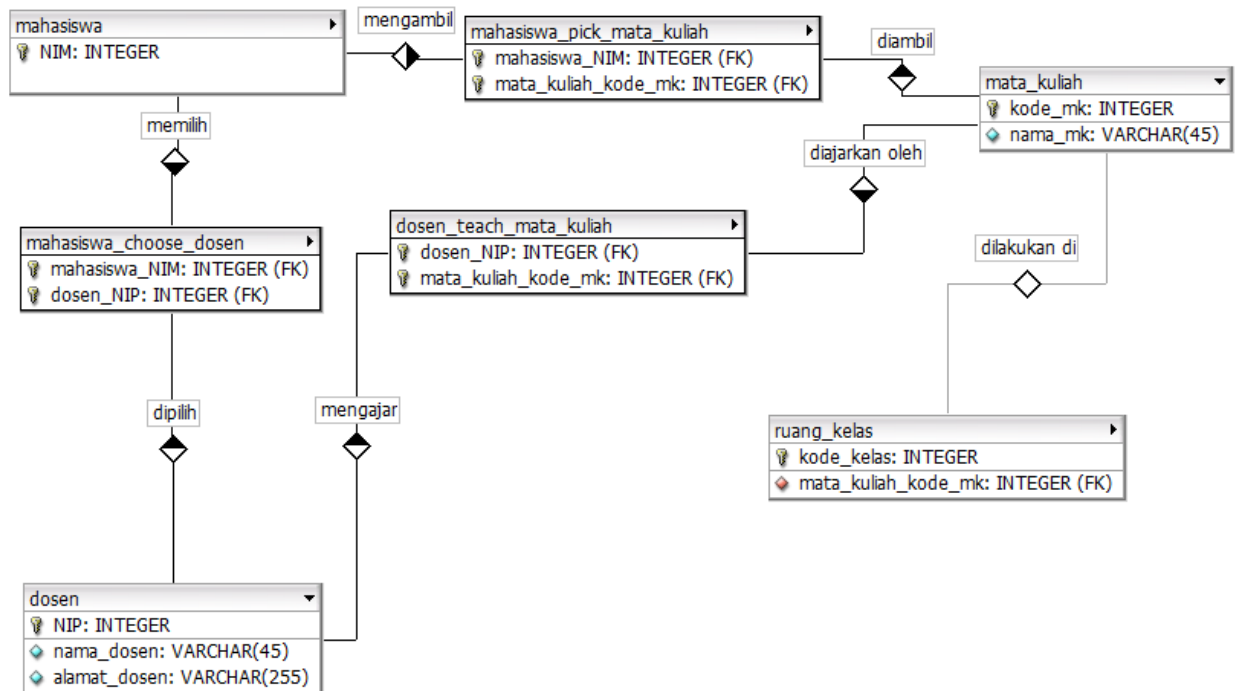 mahasiswa
NIM: INTEGER
mengambil
mahasiswa_pick_mata_kuliah
mahasiswa_NIM: INTEGER (FK)
mata_kuliah_kode_mk: INTEGER (FK)
diambil
mata_kuliah
kode_mk: INTEGER
nama_mk: VARCHAR(45)
memilih
diajarkan oleh
mahasiswa_choose_dosen
mahasiswa_NIM: INTEGER (FK)
dosen_NIP: INTEGER (FK)
dosen_teach_mata_kuliah
dosen_NIP: INTEGER (FK)
mata_kuliah_kode_mk: INTEGER (FK)
dilakukan di
dipilih
mengajar
ruang_kelas
kode_kelas: INTEGER
mata_kuliah_kode_mk: INTEGER (FK)
dosen
NIP: INTEGER
nama_dosen: VARCHAR(45)
alamat_dosen: VARCHAR(255)